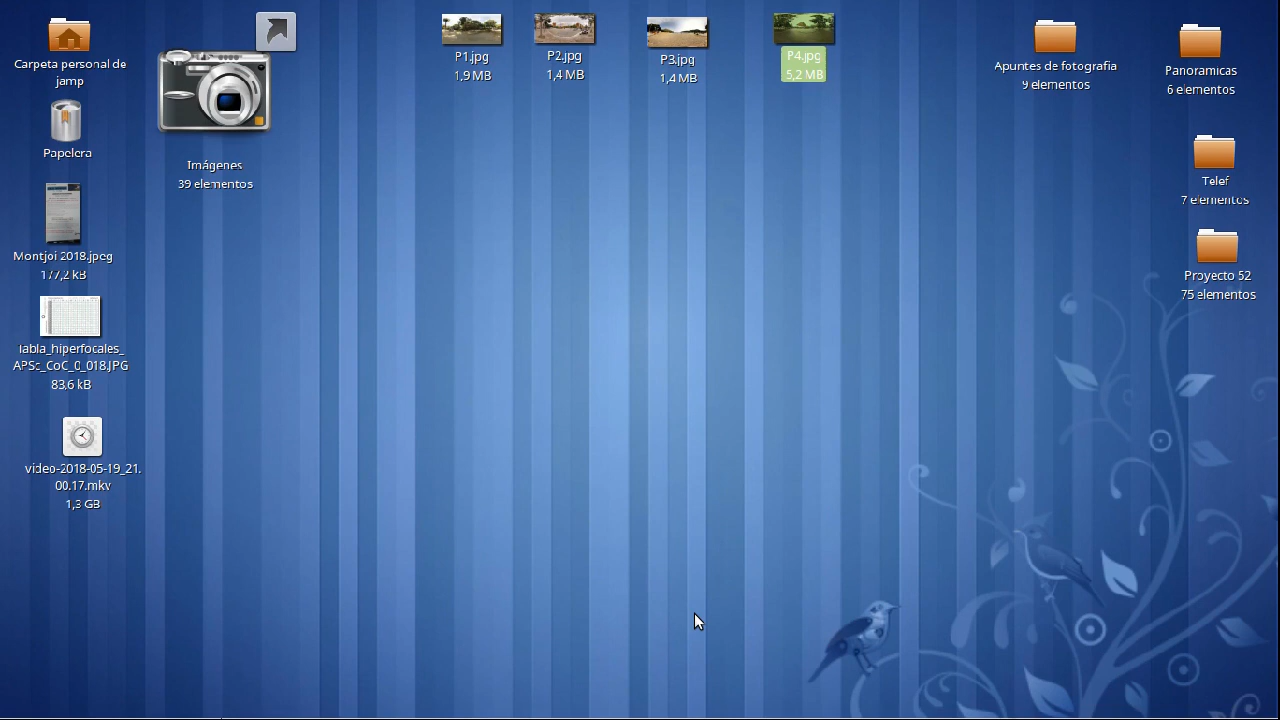 Carpeta personal de
jamp
Papelera
Montjoi 2018.jpeg
177,2 kB
Tabla_hiperfocales_
APSc_CoC_0_018.JPG
83,6 kB
video-2018-05-19_21.
00.17.mkv
1,3 GB
Imágenes
39 elementos
P1.jpg
1,9 MB
P2.jpg
1,4 MB
P3.jpg
1,4 MB
P4.jpg
5,2 MB
Apuntes de fotografia
9 elementos
Panoramicas
6 elementos
Telef
7 elementos
Proyecto 52
75 elementos